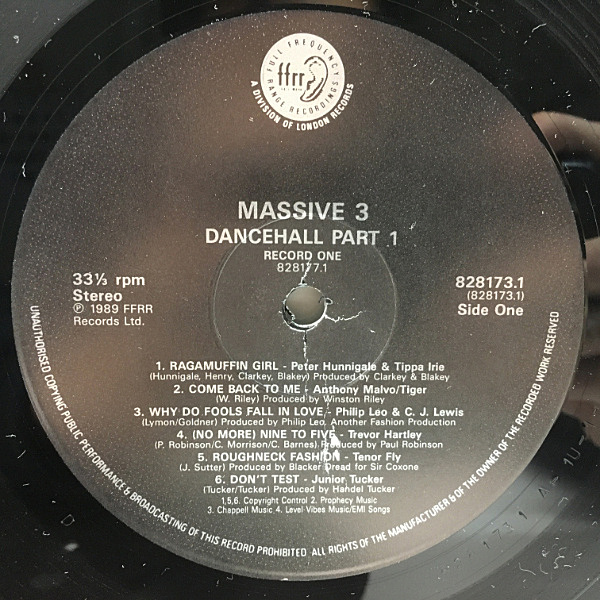 FULL FREQUENCY
ffrr
RANGE RECORDINGS
A DIVISION OF LONDON RECORDS
MASSIVE 3
DANCEHALL PART 1
RECORD ONE
828177.1
33⅓ rpm
Stereo
℗ 1989 FFRR
Records Ltd.
828173.1
(828173.1)
Side One
1. RAGAMUFFIN GIRL - Peter Hunnigale & Tippa Irie
(Hunnigale, Henry, Clarkey, Blakey) Produced by Clarkey & Blakey
2. COME BACK TO ME - Anthony Malvo/Tiger
(W. Riley) Produced by Winston Riley
3. WHY DO FOOLS FALL IN LOVE - Philip Leo & C. J. Lewis
(Lymon/Goldner) Produced by Philip Leo, Another Fashion Production
4. (NO MORE) NINE TO FIVE - Trevor Hartley
(P. Robinson/C. Morrison/C. Barnes) Produced by Paul Robinson
5. ROUGHNECK FASHION - Tenor Fly
(J. Sutter) Produced by Blacker Dread for Sir Coxone
6. DON'T TEST - Junior Tucker
(Tucker/Tucker) Produced by Handel Tucker
1.5.6. Copyright Control 2. Prophecy Music
3. Chappell Music 4. Level Vibes Music/EMI Songs
UNAUTHORISED COPYING PUBLIC PERFORMANCE & BROADCASTING OF THIS RECORD PROHIBITED ALL RIGHTS OF THE MANUFACTURER & OF THE OWNER OF THE RECORDED WORK RESERVED